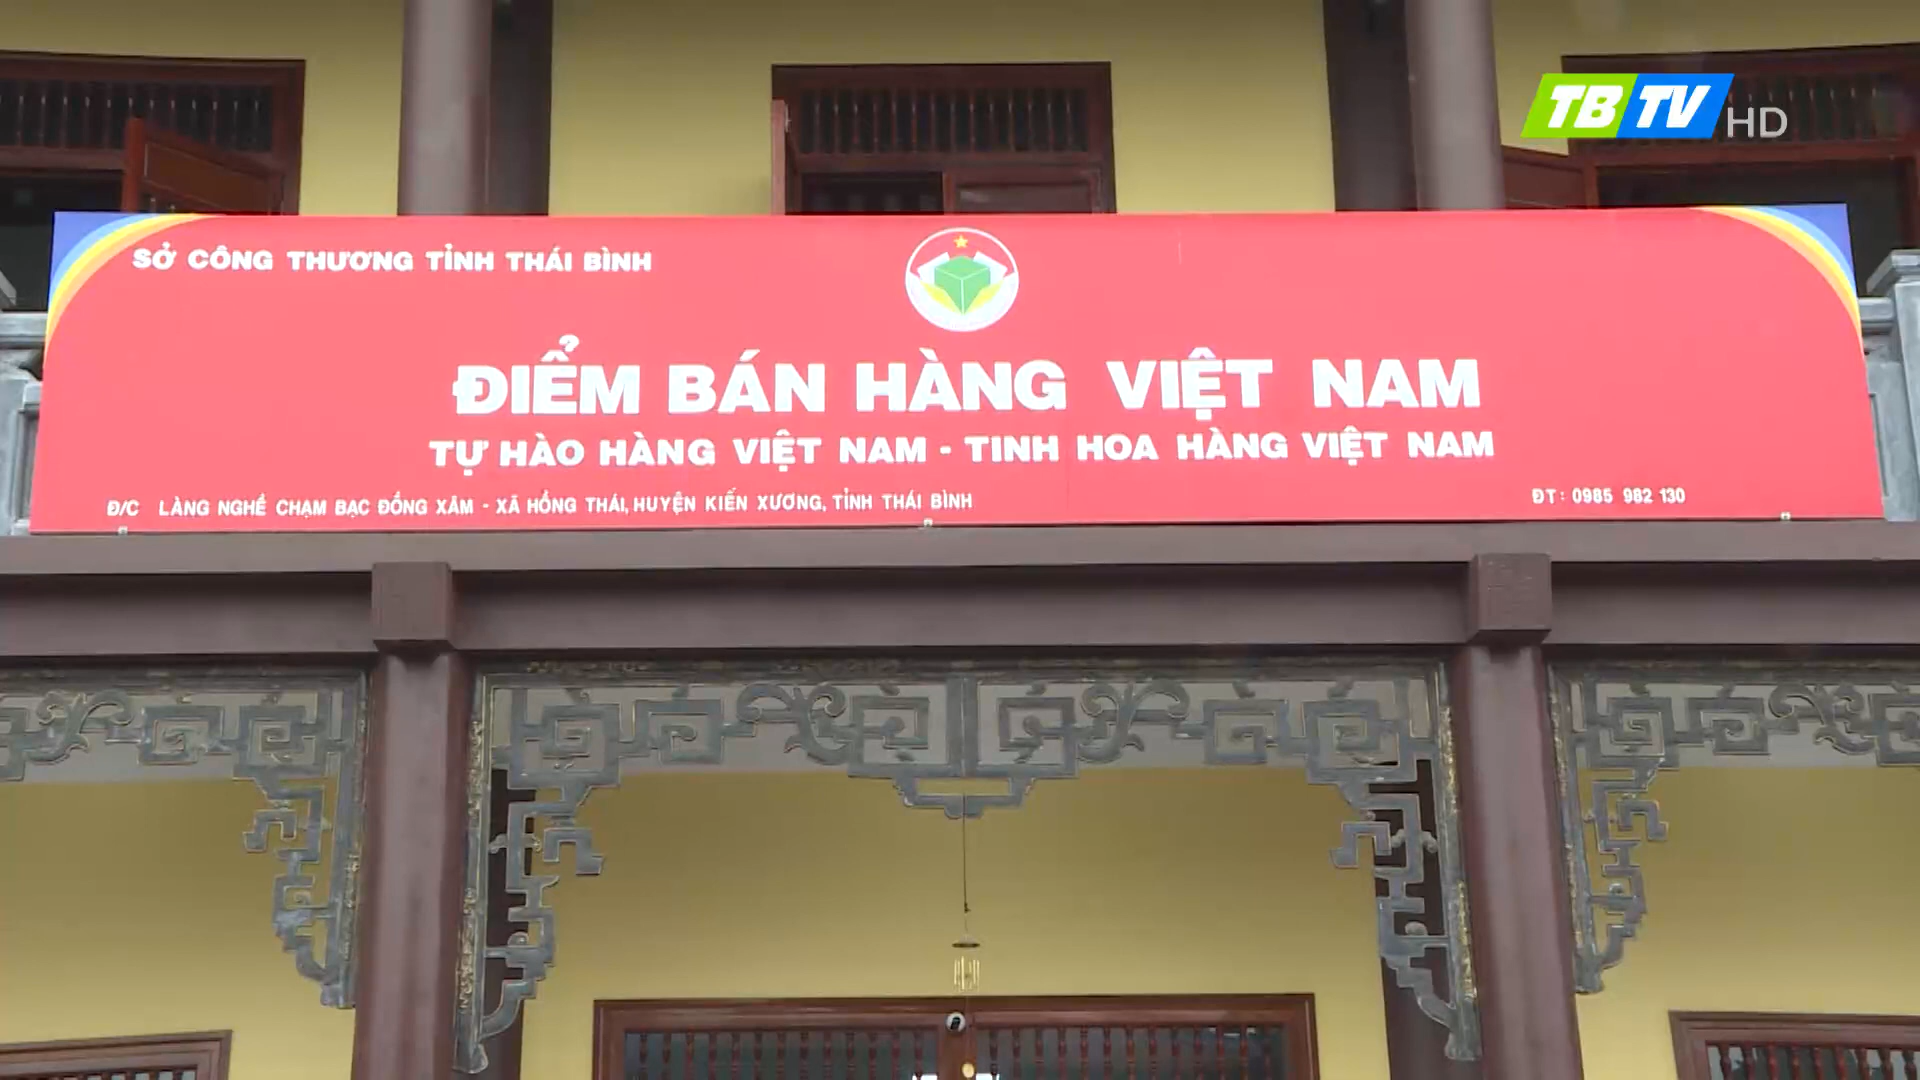 TBTV HD
SỞ CÔNG THƯƠNG TỈNH THÁI BÌNH
ĐIỂM BÁN HÀNG VIỆT NAM
TỰ HÀO HÀNG VIỆT NAM - TINH HOA HÀNG VIỆT NAM
Đ/C LÀNG NGHỀ CHẠM BẠC ĐỒNG XÂM - XÃ HỒNG THÁI, HUYỆN KIẾN XƯƠNG, TỈNH THÁI BÌNH
ĐT: 0985 982 130